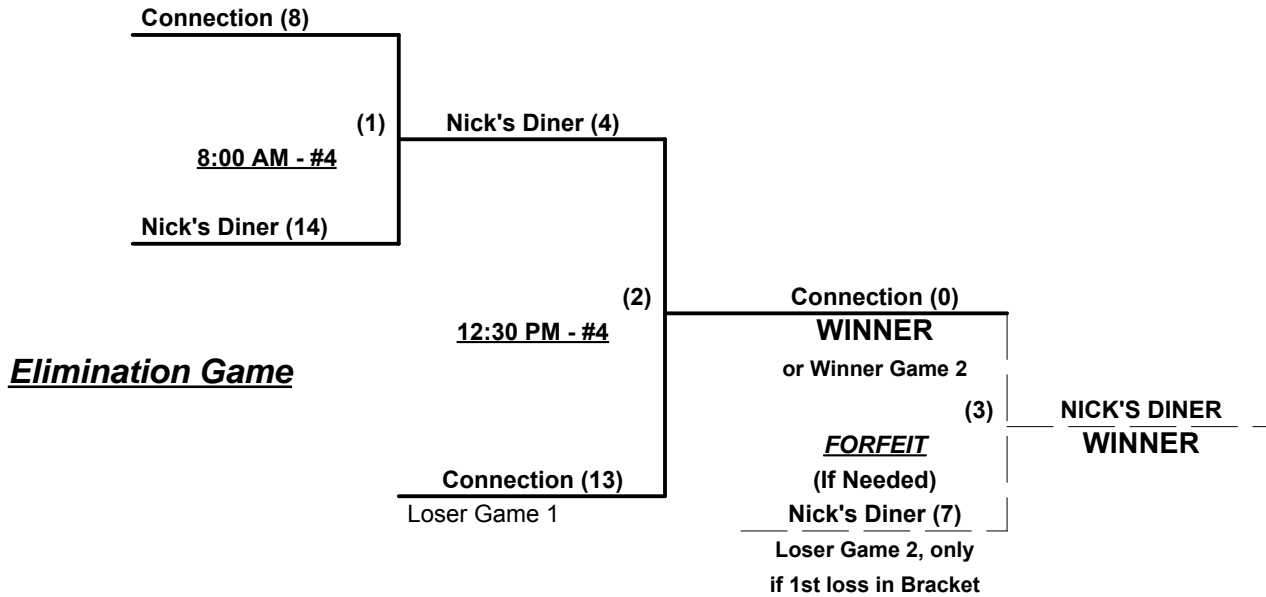 Connection (8)
(1)
Nick's Diner (4)
8:00 AM - #4
Nick's Diner (14)
(2)
Connection (0)
12:30 PM - #4
WINNER
Elimination Game
or Winner Game 2
(3)
NICK'S DINER
FORFEIT
WINNER
(If Needed)
Connection (13)
Loser Game 1
Nick's Diner (7)
Loser Game 2, only
if 1st loss in Bracket